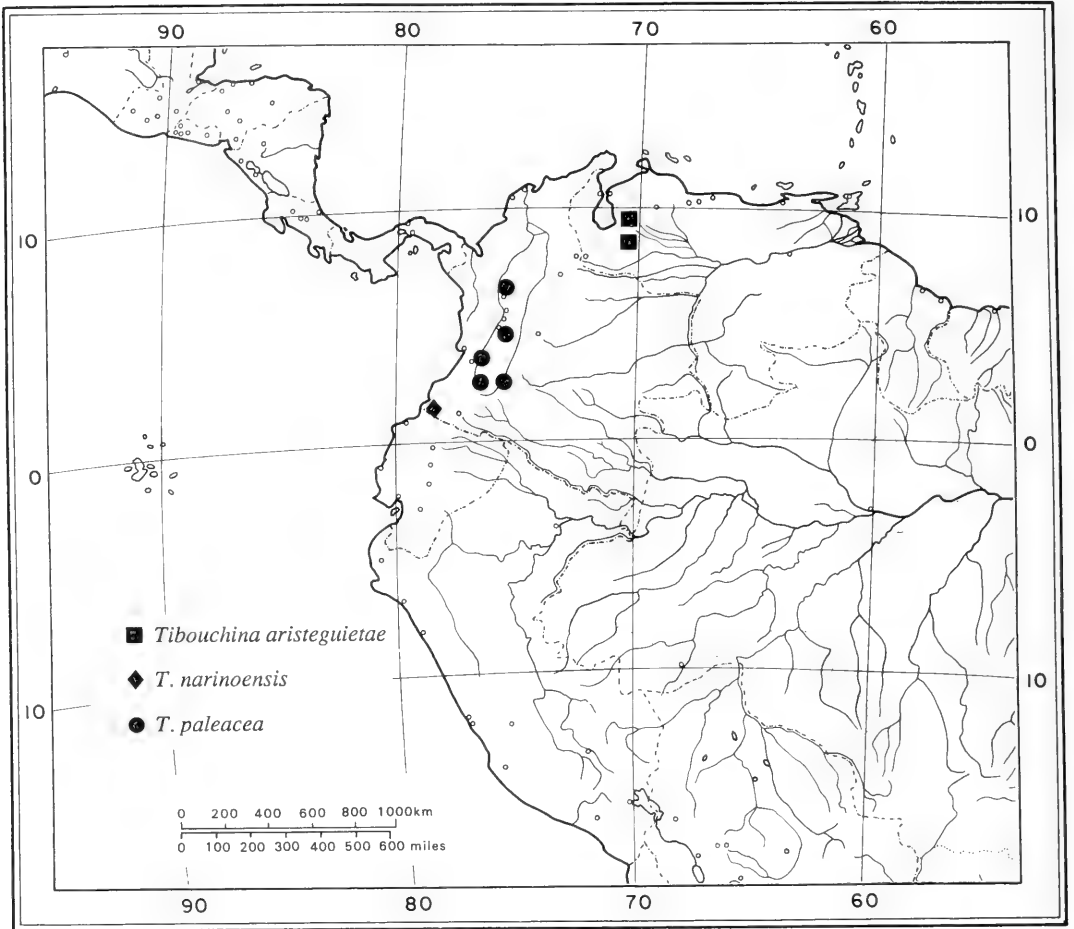 90 80 70 60
10 10
0 0
10 10
■ Tibouchina aristeguietae
◆ T. narinoensis
● T. paleacea
0 200 400 600 800 1000km
0 100 200 300 400 500 600 miles
90 80 70 60